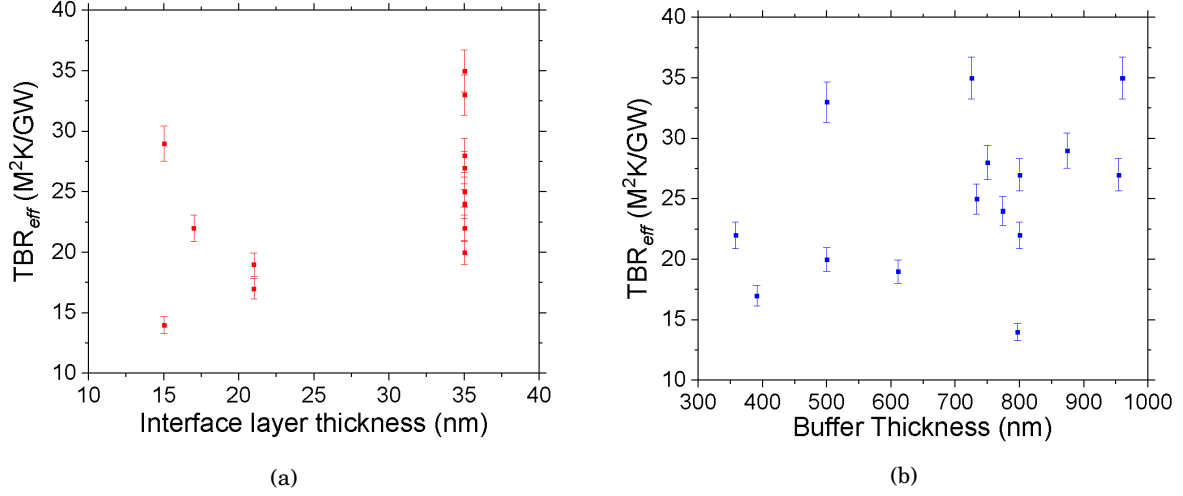 40
35
30
25
20
15
10
TBR_eff (M²K/GW)
10 15 20 25 30 35 40
Interface layer thickness (nm)
(a)
40
35
30
25
20
15
10
TBR_eff (M²K/GW)
300 400 500 600 700 800 900 1000
Buffer Thickness (nm)
(b)